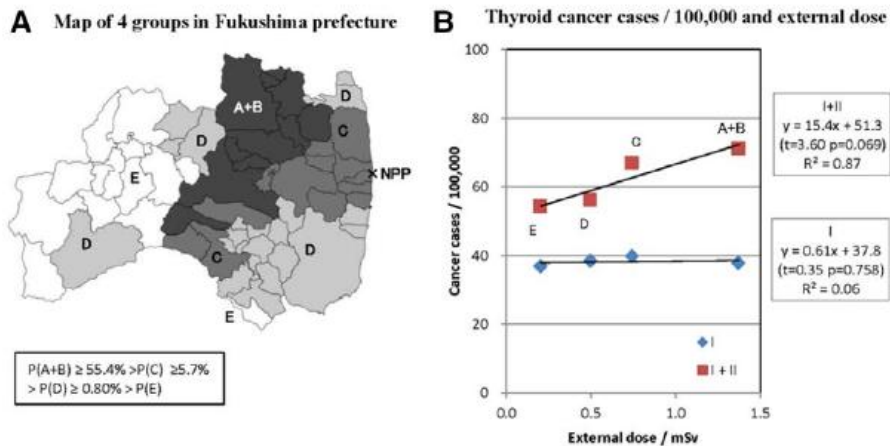 A Map of 4 groups in Fukushima prefecture
A+B
D
D
C
×NPP
E
D
D
C
E
P(A+B) ≥ 55.4% >P(C) ≥5.7%
> P(D) ≥ 0.80% > P(E)
B Thyroid cancer cases / 100,000 and external dose
100
80
60
40
20
0
Cancer cases / 100,000
0.0 0.5 1.0 1.5
External dose / mSv
E
D
C
A+B
I
I + II
I+II
y = 15.4x + 51.3
(t=3.60 p=0.069)
R² = 0.87
I
y = 0.61x + 37.8
(t=0.35 p=0.758)
R² = 0.06